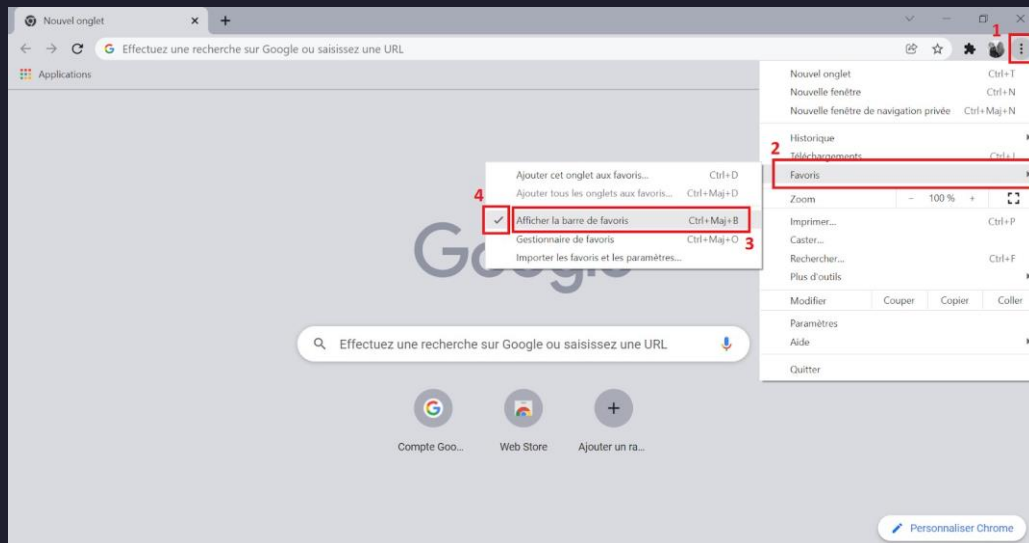 Nouvel onglet
1
Effectuez une recherche sur Google ou saisissez une URL
Applications
Nouvel onglet Ctrl+T
Nouvelle fenêtre Ctrl+N
Nouvelle fenêtre de navigation privée Ctrl+Maj+N
Historique
2
Téléchargements Ctrl+J
Favoris
Zoom - 100 % +
Imprimer... Ctrl+P
Caster...
Rechercher... Ctrl+F
Plus d'outils
Modifier Couper Copier Coller
Paramètres
Aide
Quitter
Ajouter cet onglet aux favoris... Ctrl+D
Ajouter tous les onglets aux favoris... Ctrl+Maj+D
4
Afficher la barre de favoris Ctrl+Maj+B
Gestionnaire de favoris Ctrl+Maj+O
3
Importer les favoris et les paramètres...
Google
Effectuez une recherche sur Google ou saisissez une URL
Compte Goo... Web Store Ajouter un ra...
Personnaliser Chrome